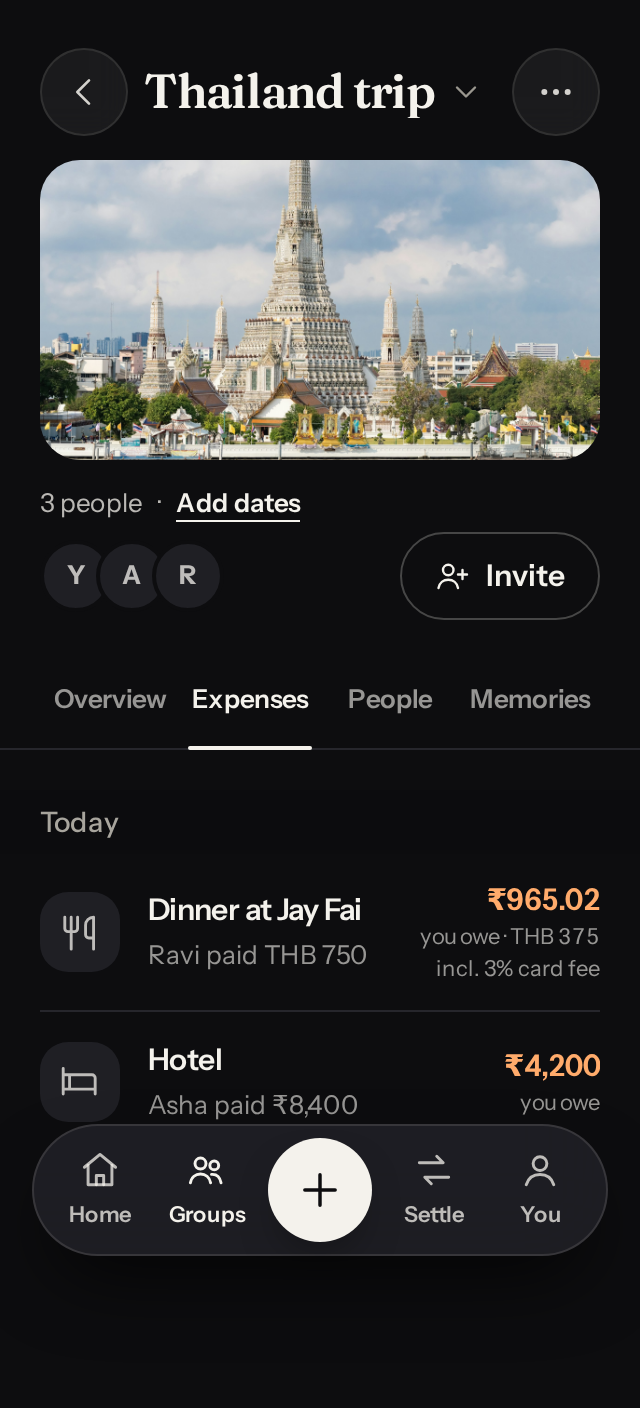 Thailand trip
3 people · Add dates
Y A R
Invite
Overview Expenses People Memories
Today
Dinner at Jay Fai
₹965.02
Ravi paid THB 750
you owe · THB 375
incl. 3% card fee
Hotel
₹4,200
Asha paid ₹8,400
you owe
Home Groups Settle You